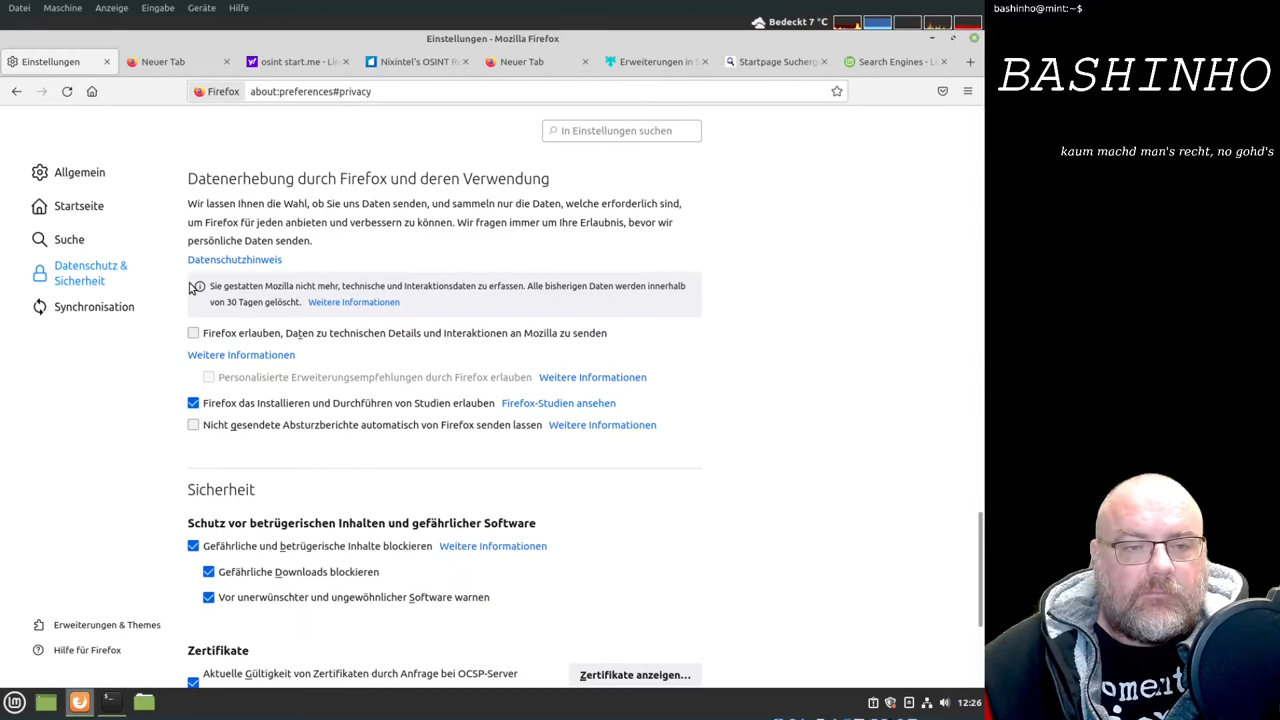 Datei Maschine Anzeige Eingabe Geräte Hilfe
bashinho@mint:~$
Bedeckt 7 °C
Einstellungen - Mozilla Firefox
Einstellungen
Neuer Tab
osint start.me - Lin
Nixintel's OSINT Re
Neuer Tab
Erweiterungen in S
Startpage Sucherg
Search Engines - Li
Firefox
about:preferences#privacy
BASHINHO
kaum machd man's recht, no gohd's
In Einstellungen suchen
Allgemein
Startseite
Suche
Datenschutz &
Sicherheit
Synchronisation
Datenerhebung durch Firefox und deren Verwendung
Wir lassen Ihnen die Wahl, ob Sie uns Daten senden, und sammeln nur die Daten, welche erforderlich sind,
um Firefox für jeden anbieten und verbessern zu können. Wir fragen immer um Ihre Erlaubnis, bevor wir
persönliche Daten senden.
Datenschutzhinweis
Sie gestatten Mozilla nicht mehr, technische und Interaktionsdaten zu erfassen. Alle bisherigen Daten werden innerhalb
von 30 Tagen gelöscht. Weitere Informationen
Firefox erlauben, Daten zu technischen Details und Interaktionen an Mozilla zu senden
Weitere Informationen
Personalisierte Erweiterungsempfehlungen durch Firefox erlauben Weitere Informationen
Firefox das Installieren und Durchführen von Studien erlauben Firefox-Studien ansehen
Nicht gesendete Absturzberichte automatisch von Firefox senden lassen Weitere Informationen
Sicherheit
Schutz vor betrügerischen Inhalten und gefährlicher Software
Gefährliche und betrügerische Inhalte blockieren Weitere Informationen
Gefährliche Downloads blockieren
Vor unerwünschter und ungewöhnlicher Software warnen
Zertifikate
Aktuelle Gültigkeit von Zertifikaten durch Anfrage bei OCSP-Server
Zertifikate anzeigen...
Erweiterungen & Themes
Hilfe für Firefox
12:26